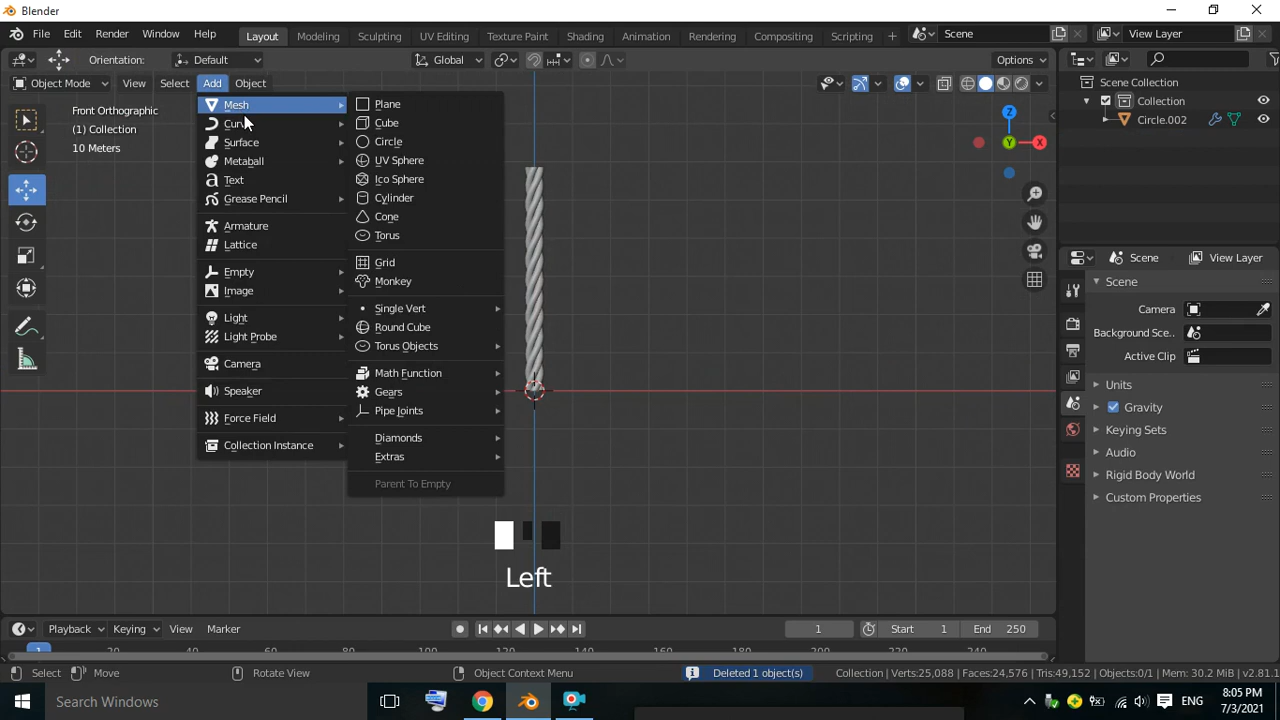 Blender
File Edit Render Window Help Layout Modeling Sculpting UV Editing Texture Paint Shading Animation Rendering Compositing Scripting + Scene View Layer
Orientation: Default Global Options
Object Mode View Select Add Object
Front Orthographic
(1) Collection
10 Meters
Mesh
Surface
Metaball
Text
Grease Pencil
Armature
Lattice
Empty
Image
Light
Light Probe
Camera
Speaker
Force Field
Collection Instance
Plane
Cube
Circle
UV Sphere
Ico Sphere
Cylinder
Cone
Torus
Grid
Monkey
Single Vert
Round Cube
Torus Objects
Math Function
Gears
Pipe Joints
Diamonds
Extras
Parent To Empty
Z
Y X
Left
Scene Collection
Collection
Circle.002
Scene View Layer
Scene
Camera
Background Sce..
Active Clip
Units
Gravity
Keying Sets
Audio
Rigid Body World
Custom Properties
Playback Keying View Marker 1 Start 1 End 250
1
Select Move Rotate View Object Context Menu Deleted 1 object(s) Collection | Verts:25,088 | Faces:24,576 | Tris:49,152 | Objects:0/1 | Mem: 30.2 MiB | v2.81.1
Search Windows
ENG
8:05 PM
7/3/2021